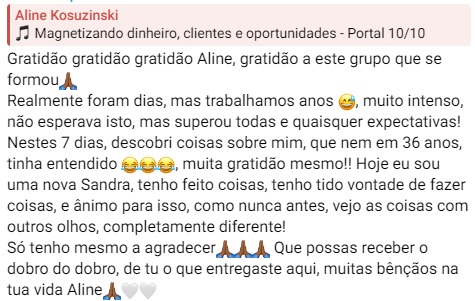 Aline Kosuzinski
🎵 Magnetizando dinheiro, clientes e oportunidades - Portal 10/10
Gratidão gratidão gratidão Aline, gratidão a este grupo que se
formou🙏🏾
Realmente foram dias, mas trabalhamos anos 😅, muito intenso,
não esperava isto, mas superou todas e quaisquer expectativas!
Nestes 7 dias, descobri coisas sobre mim, que nem em 36 anos,
tinha entendido 😂😂😂, muita gratidão mesmo!! Hoje eu sou
uma nova Sandra, tenho feito coisas, tenho tido vontade de fazer
coisas, e ânimo para isso, como nunca antes, vejo as coisas com
outros olhos, completamente diferente!
Só tenho mesmo a agradecer🙏🏾🙏🏾🙏🏾 Que possas receber o
dobro do dobro, de tu o que entregaste aqui, muitas bênçãos na
tua vida Aline🙏🏾🤍🤍